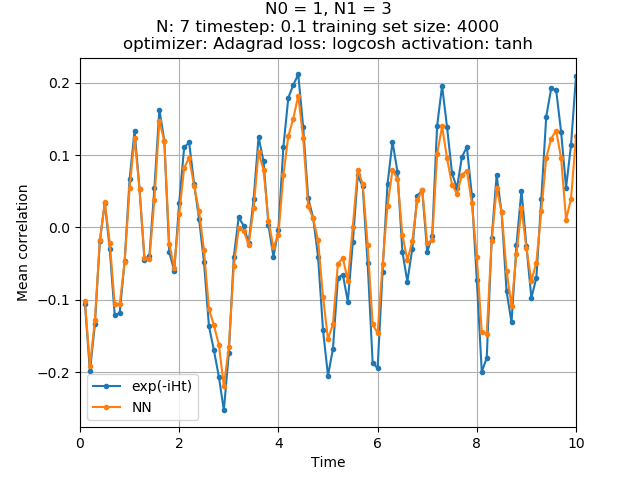 N0 = 1, N1 = 3
N: 7 timestep: 0.1 training set size: 4000
optimizer: Adagrad loss: logcosh activation: tanh
0.2
0.1
0.0
−0.1
−0.2
Mean correlation
exp(-iHt)
NN
0 2 4 6 8 10
Time